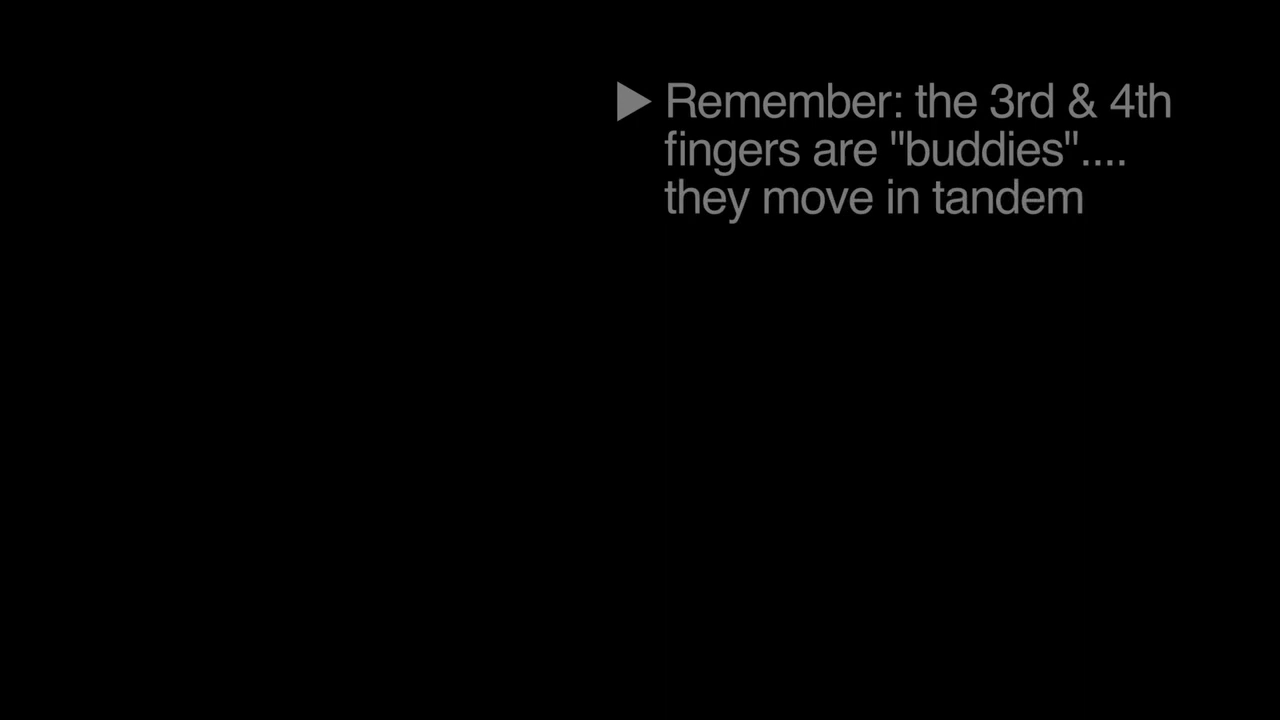 ▶ Remember: the 3rd & 4th
fingers are "buddies"....
they move in tandem